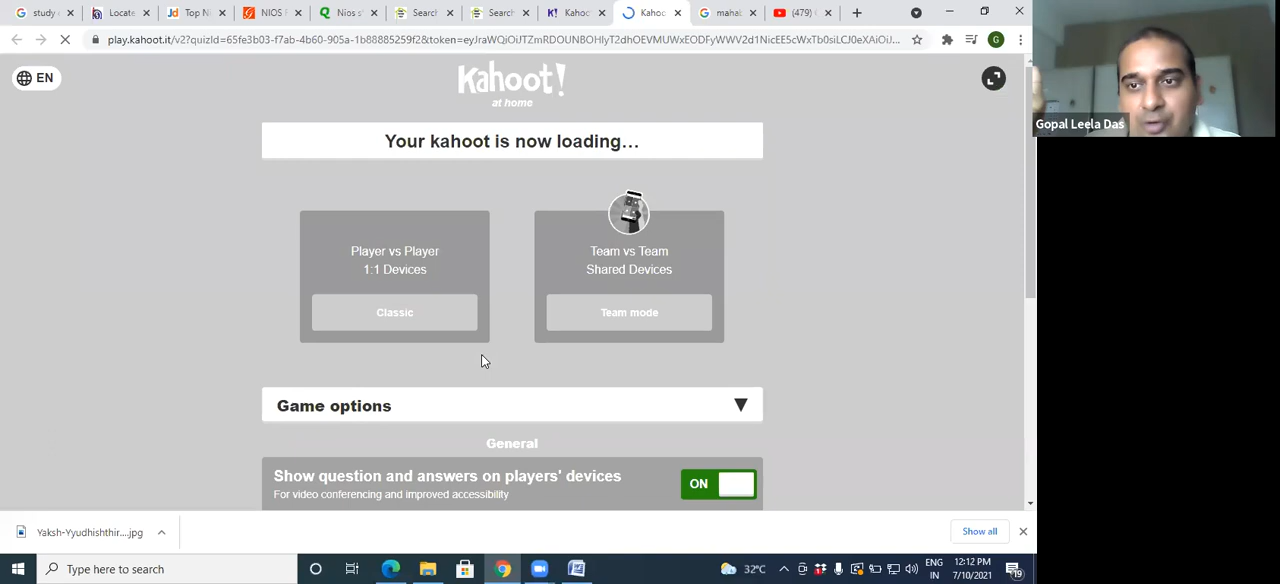 study
Locate
Top N
NIOS F
Nios s
Search
Search
Kahoo
Kahoo
mahal
(479)
play.kahoot.it/v2?quizId=65fe3b03-f7ab-4b60-905a-1b88885259f2&token=eyJraWQiOiJTZmRDOUNBOHIyT2dhOEVMUWxEODFyWWV2d1NicEE5cWxTb0siLCJ0eXAiOiJ...
G
EN
Kahoot!
at home
Gopal Leela Das
Your kahoot is now loading...
Player vs Player
1:1 Devices
Classic
Team vs Team
Shared Devices
Team mode
Game options
General
Show question and answers on players' devices
For video conferencing and improved accessibility
ON
Yaksh-Yyudhishthir....jpg
Show all
Type here to search
32°C
ENG
IN
12:12 PM
7/10/2021
19